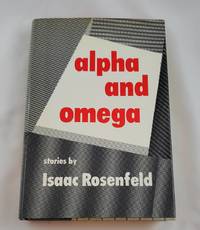 alpha
and
omega
stories by
Isaac Rosenfeld